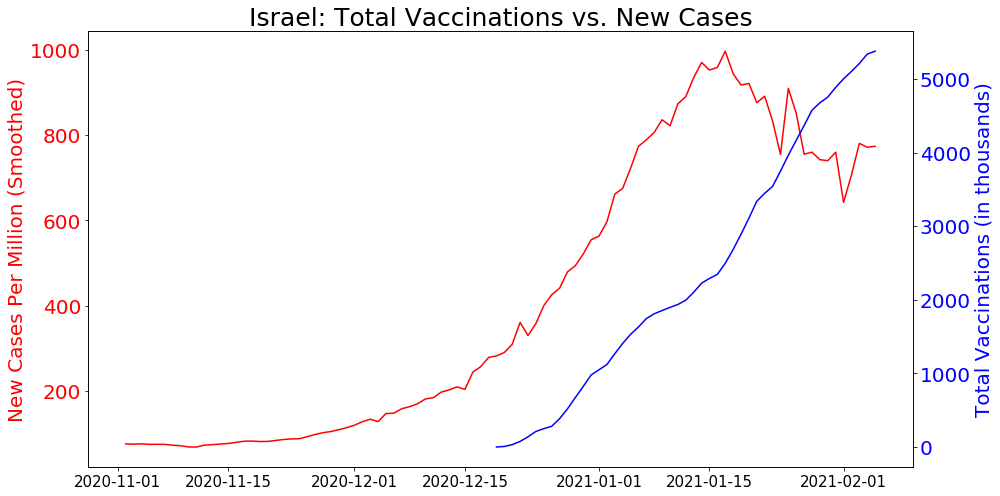 Israel: Total Vaccinations vs. New Cases
New Cases Per Million (Smoothed)
1000
800
600
400
200
Total Vaccinations (in thousands)
5000
4000
3000
2000
1000
0
2020-11-01 2020-11-15 2020-12-01 2020-12-15 2021-01-01 2021-01-15 2021-02-01